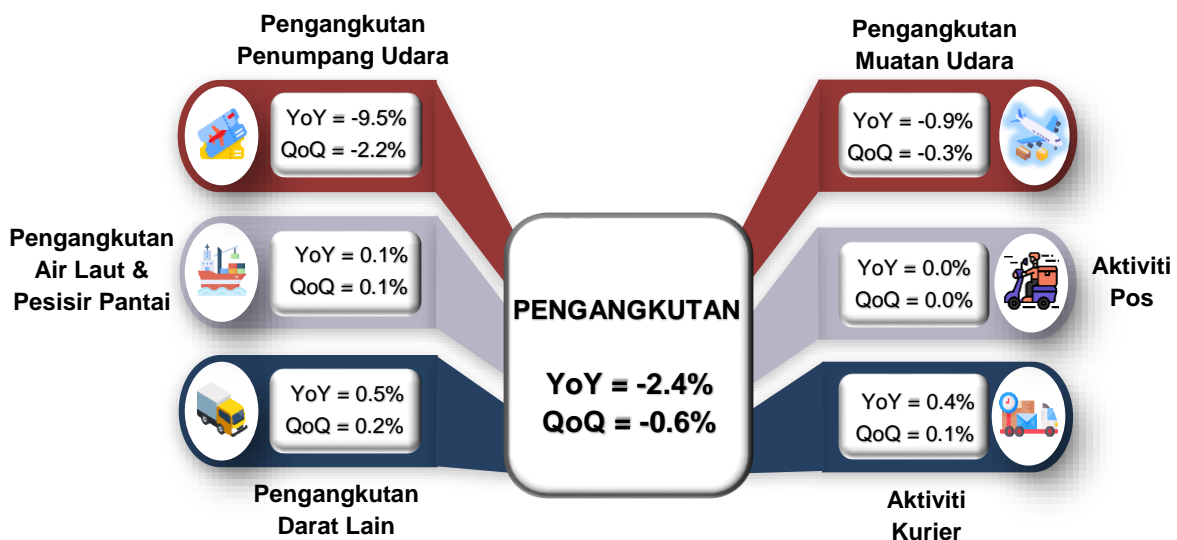 Pengangkutan
Penumpang Udara
YoY = -9.5%
QoQ = -2.2%
Pengangkutan
Muatan Udara
YoY = -0.9%
QoQ = -0.3%
Pengangkutan
Air Laut &
Pesisir Pantai
YoY = 0.1%
QoQ = 0.1%
PENGANGKUTAN
YoY = -2.4%
QoQ = -0.6%
YoY = 0.0%
QoQ = 0.0%
Aktiviti
Pos
YoY = 0.5%
QoQ = 0.2%
Pengangkutan
Darat Lain
YoY = 0.4%
QoQ = 0.1%
Aktiviti
Kurier